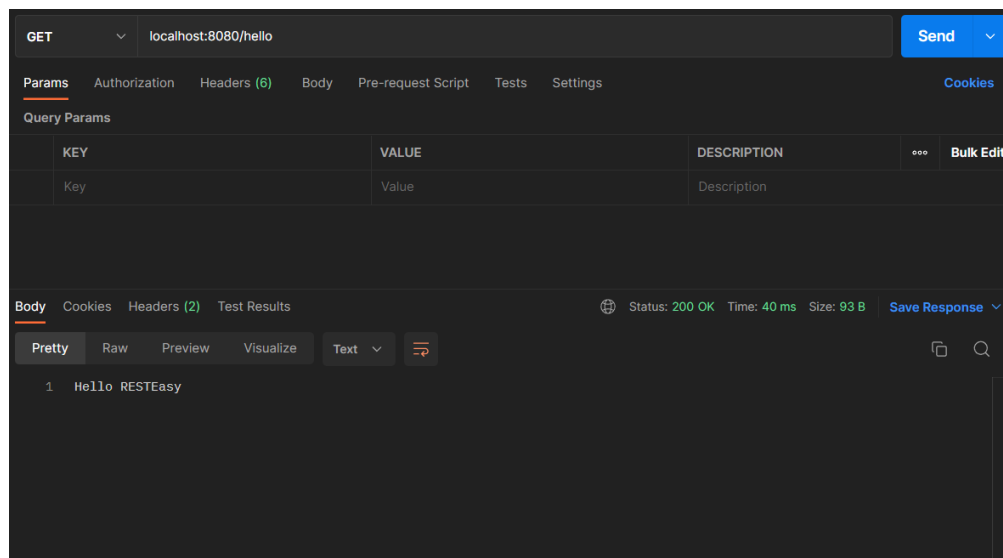 GET localhost:8080/hello Send
Params Authorization Headers (6) Body Pre-request Script Tests Settings Cookies
Query Params
KEY VALUE DESCRIPTION ooo Bulk Edit
Key Value Description
Body Cookies Headers (2) Test Results Status: 200 OK Time: 40 ms Size: 93 B Save Response
Pretty Raw Preview Visualize Text
1 Hello RESTEasy